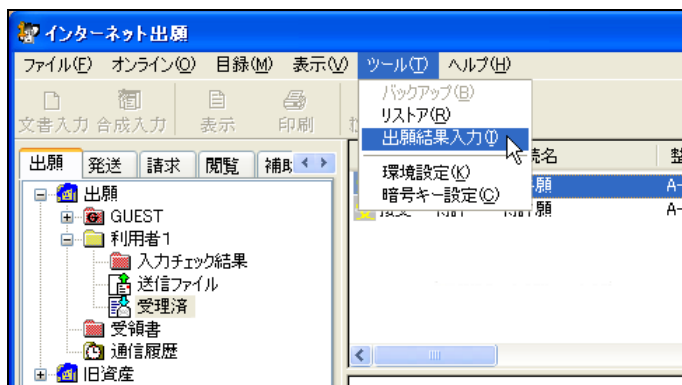 インターネット出願
ファイル(F) オンライン(O) 目録(M) 表示(V) ツール(T) ヘルプ(H)
文書入力 合成入力 表示 印刷
バックアップ(B)
リストア(R)
出願結果入力(I)
環境設定(K)
暗号キー設定(C)
出願 発送 請求 閲覧 補助
名 整
願 A-
願 A-
出願
GUEST
利用者1
入力チェック結果
送信ファイル
受理済
受領書
通信履歴
旧資産